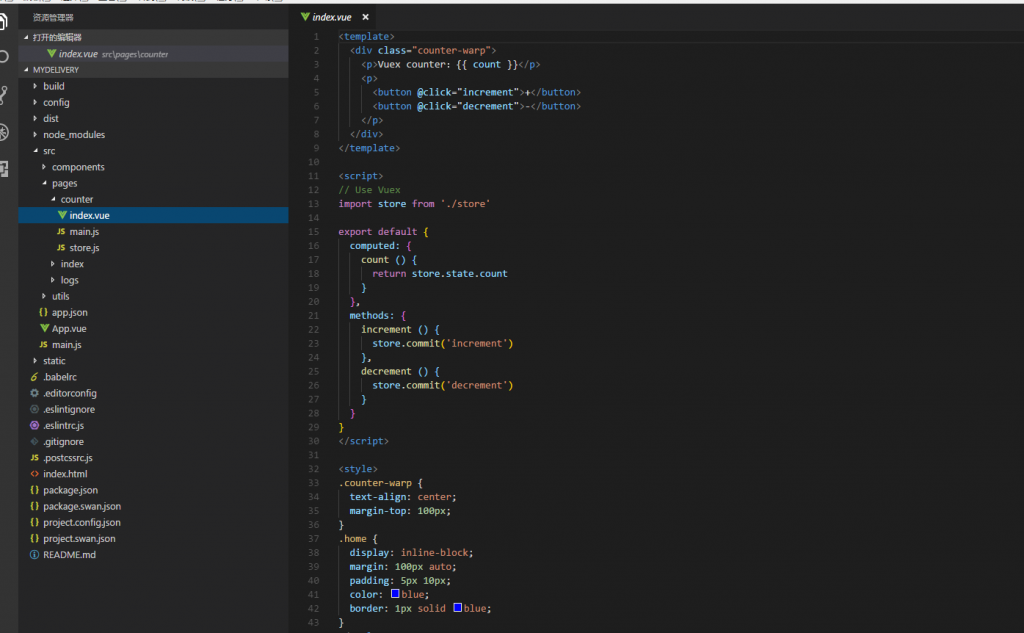 资源管理器
打开的编辑器
index.vue src\pages\counter
MYDELIVERY
build
config
dist
node_modules
src
components
pages
counter
index.vue
JS main.js
JS store.js
index
logs
utils
{} app.json
App.vue
JS main.js
static
.babelrc
.editorconfig
.eslintignore
.eslintrc.js
.gitignore
JS .postcssrc.js
<> index.html
{} package.json
{} package.swan.json
{} project.config.json
{} project.swan.json
README.md
index.vue ×
1 <template>
2 <div class="counter-warp">
3 <p>Vuex counter: {{ count }}</p>
4 <p>
5 <button @click="increment">+</button>
6 <button @click="decrement">-</button>
7 </p>
8 </div>
9 </template>
10
11 <script>
12 // Use Vuex
13 import store from './store'
14
15 export default {
16 computed: {
17 count () {
18 return store.state.count
19 }
20 },
21 methods: {
22 increment () {
23 store.commit('increment')
24 },
25 decrement () {
26 store.commit('decrement')
27 }
28 }
29 }
30 </script>
31
32 <style>
33 .counter-warp {
34 text-align: center;
35 margin-top: 100px;
36 }
37 .home {
38 display: inline-block;
39 margin: 100px auto;
40 padding: 5px 10px;
41 color: blue;
42 border: 1px solid blue;
43 }